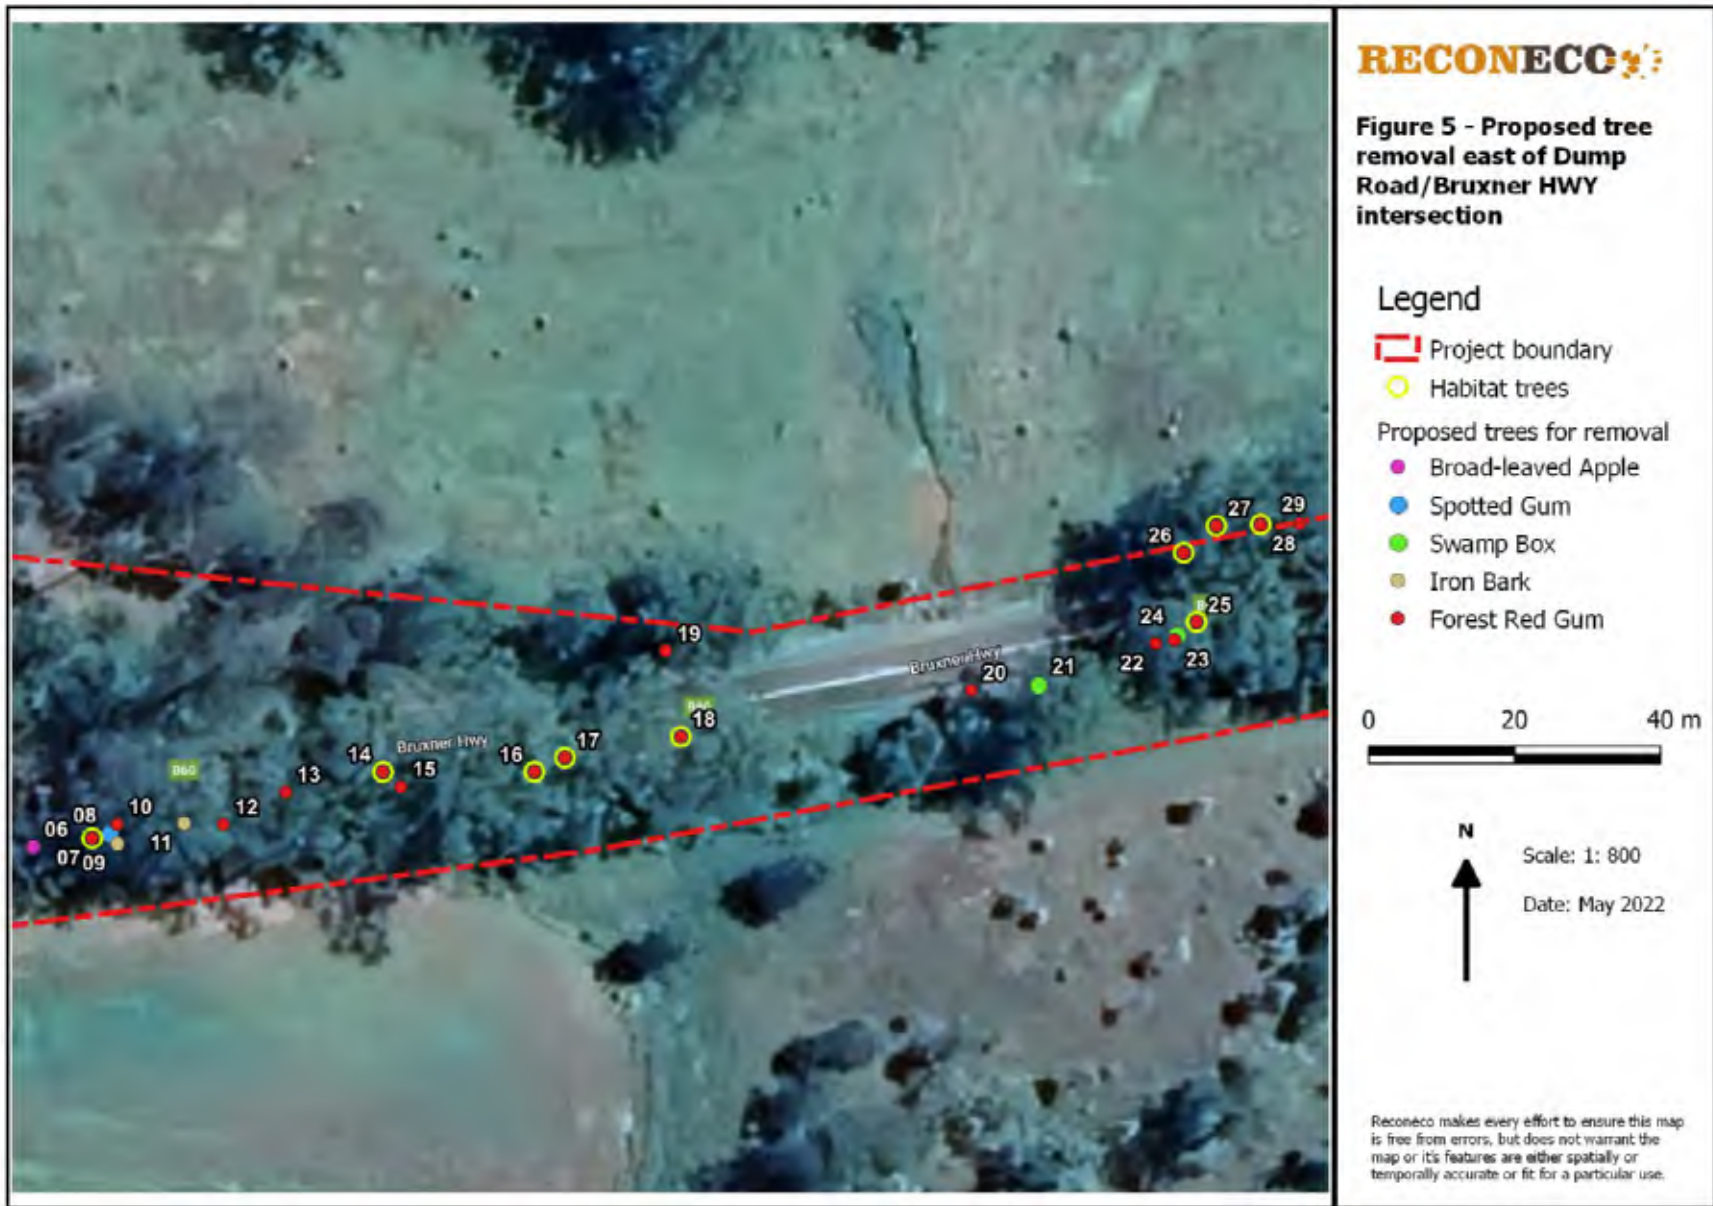 RECONECO
Figure 5 - Proposed tree
removal east of Dump
Road/Bruxner HWY
intersection
Legend
Project boundary
Habitat trees
Proposed trees for removal
Broad-leaved Apple
Spotted Gum
Swamp Box
Iron Bark
Forest Red Gum
0 20 40 m
N
Scale: 1: 800
Date: May 2022
Reconeco makes every effort to ensure this map
is free from errors, but does not warrant the
map or it's features are either spatially or
temporally accurate or fit for a particular use.
27
29
26
28
25
24
19
22
23
Bruxner Hwy
20
21
18
17
Bruxner Hwy
14
16
B60
13
15
08
10
12
06
11
07
09